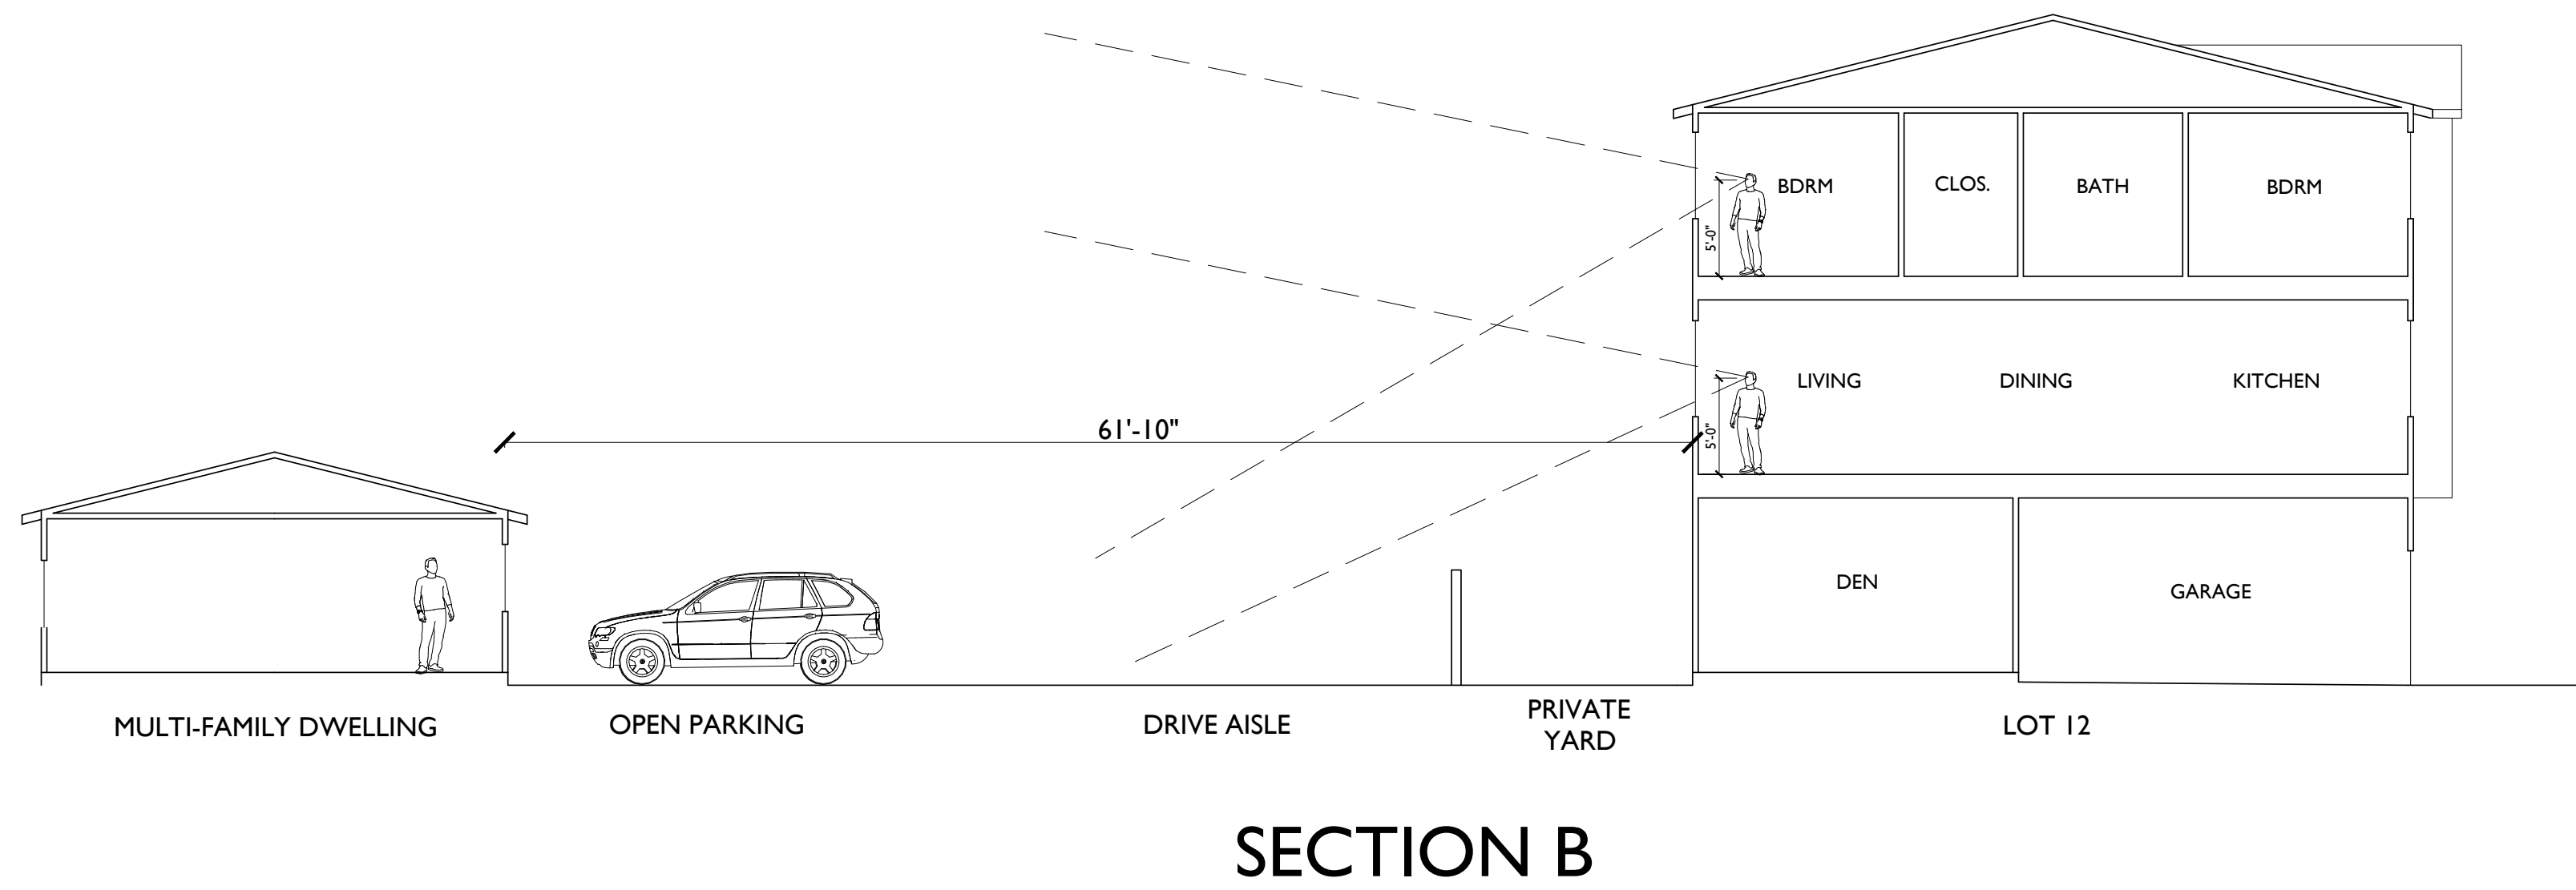 BDRM
CLOS.
BATH
BDRM
5'-0"
LIVING
DINING
KITCHEN
61'-10"
5'-0"
DEN
GARAGE
MULTI-FAMILY DWELLING
OPEN PARKING
DRIVE AISLE
PRIVATE
YARD
LOT 12
SECTION B